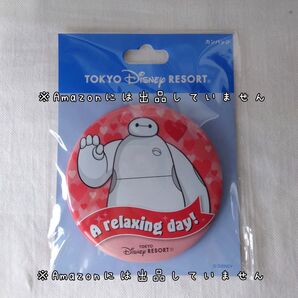 カンバッジ
TOKYO Disney RESORT
※Amazonには出品していません
A relaxing day!
TOKYO
Disney RESORT
※Amazonには出品していません